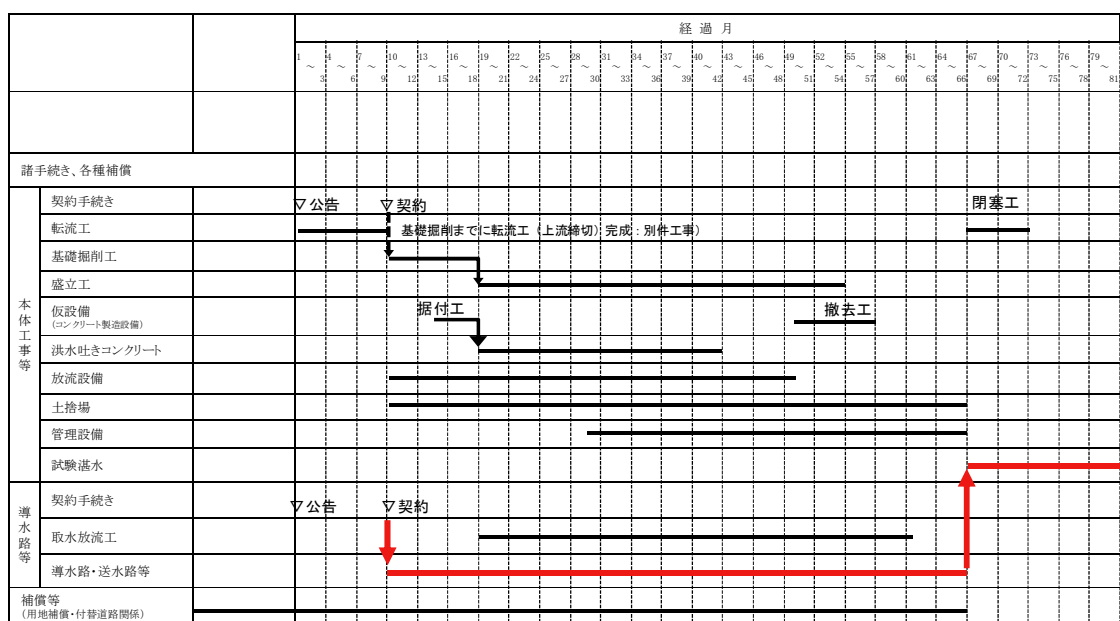 経 過 月
1 4 7 10 13 16 19 22 25 28 31 34 37 40 43 46 49 52 55 58 61 64 67 70 73 76 79
～ ～ ～ ～ ～ ～ ～ ～ ～ ～ ～ ～ ～ ～ ～ ～ ～ ～ ～ ～ ～ ～ ～ ～ ～ ～ ～
3 6 9 12 15 18 21 24 27 30 33 36 39 42 45 48 51 54 57 60 63 66 69 72 75 78 81
諸手続き、各種補償
本体工事等
契約手続き
▽公告
▽契約
閉塞工
転流工
基礎掘削までに転流工（上流締切）完成：別件工事）
基礎掘削工
盛立工
仮設備
(コンクリート製造設備)
据付工
撤去工
洪水吐きコンクリート
放流設備
土捨場
管理設備
試験湛水
導水路等
契約手続き
▽公告
▽契約
取水放流工
導水路・送水路等
補償等
(用地補償・付替道路関係)